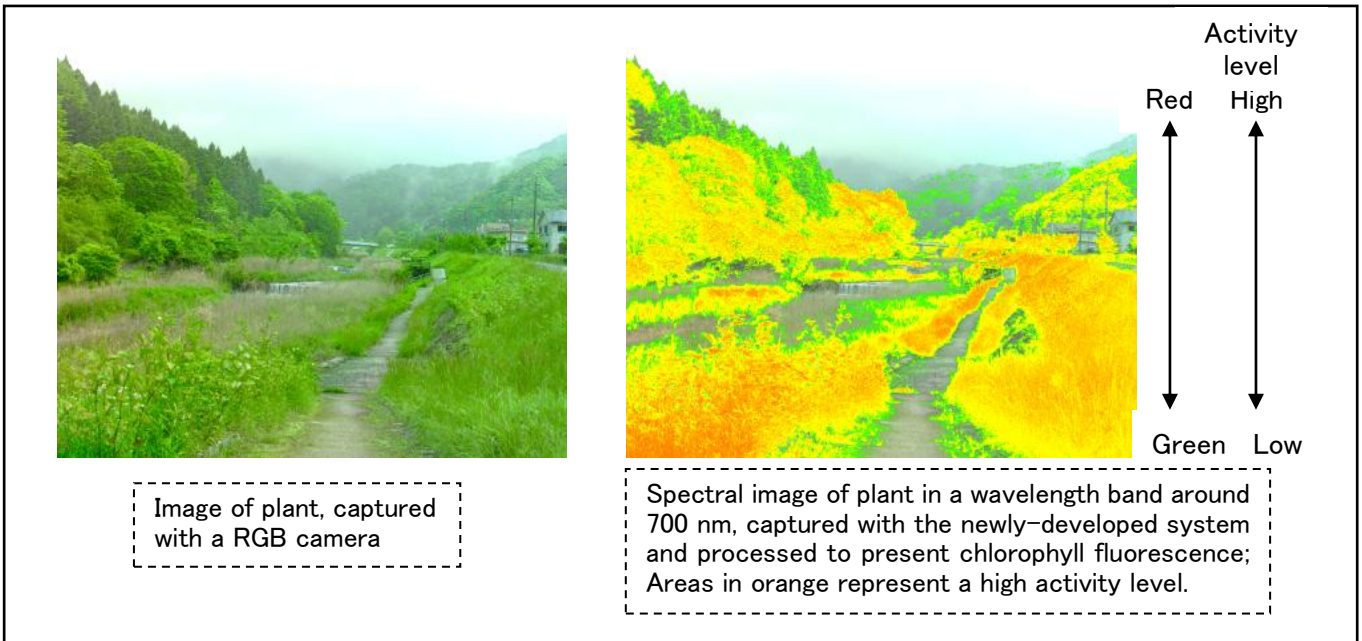 Activity
level
Red High
Green Low
Image of plant, captured
with a RGB camera
Spectral image of plant in a wavelength band around
700 nm, captured with the newly-developed system
and processed to present chlorophyll fluorescence;
Areas in orange represent a high activity level.